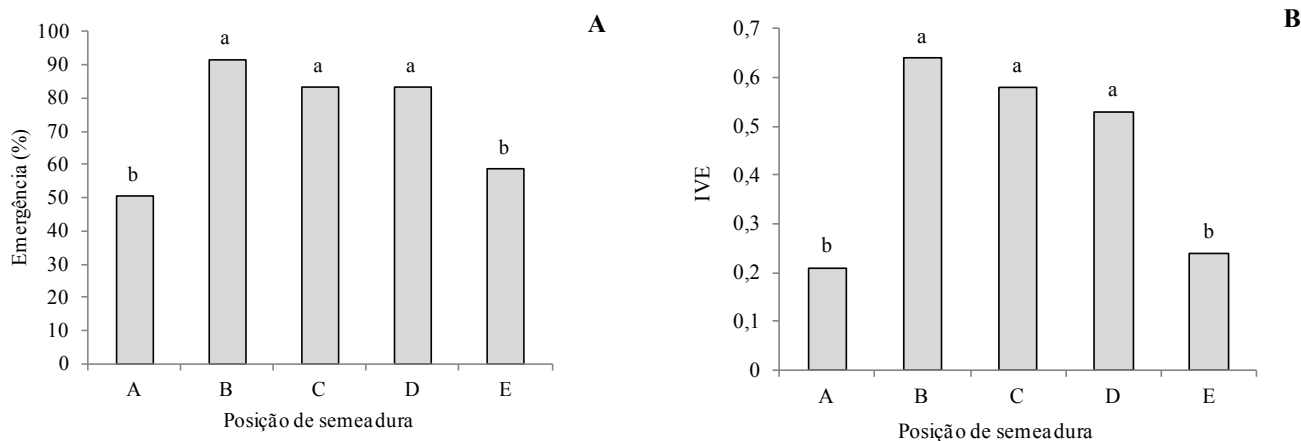 A
100
90
80
70
60
50
40
30
20
10
0
Emergência (%)
b
a
a
a
b
A B C D E
Posição de semeadura
B
0,7
0,6
0,5
0,4
0,3
0,2
0,1
0
IVE
b
a
a
a
b
A B C D E
Posição de semeadura